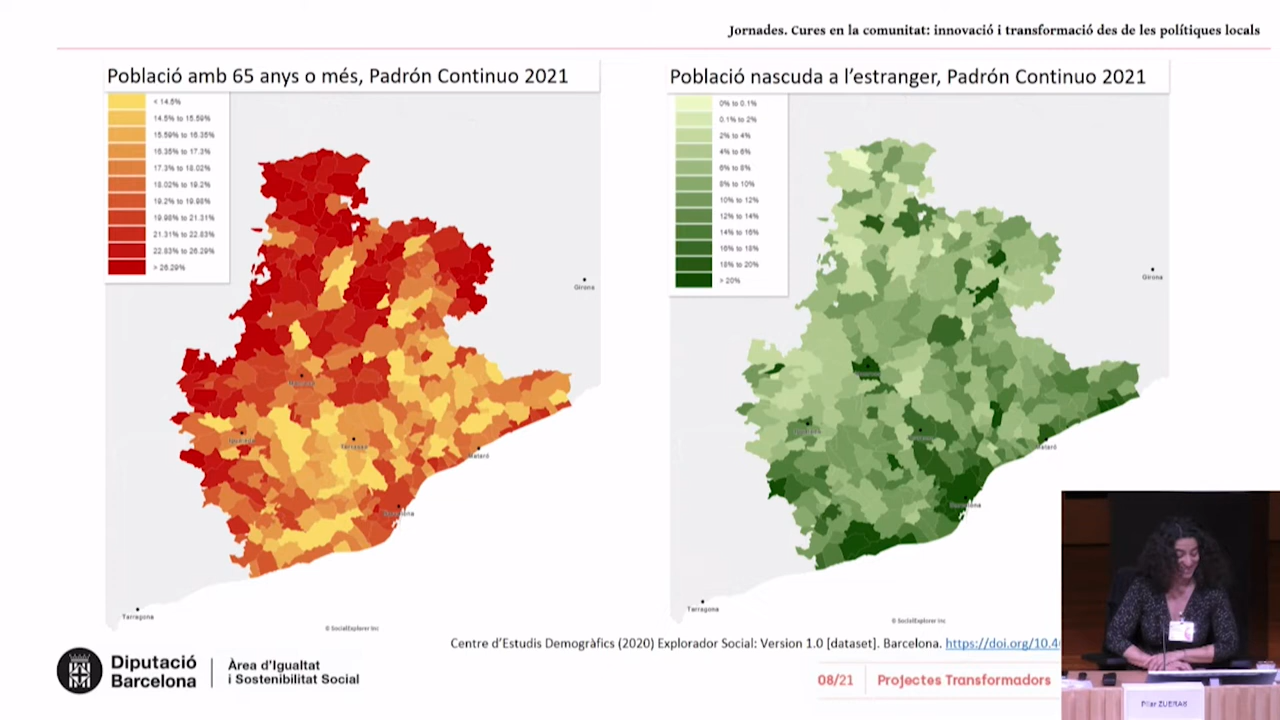 Jornades. Cures en la comunitat: innovació i transformació des de les polítiques locals
Població amb 65 anys o més, Padrón Continuo 2021
< 14.5%
14.5% to 15.59%
15.59% to 16.35%
16.35% to 17.3%
17.3% to 18.02%
18.02% to 19.2%
19.2% to 19.98%
19.98% to 21.31%
21.31% to 22.83%
22.83% to 26.29%
> 26.29%
Girona
Manresa
Igualada
Terrassa
Mataró
Barcelona
Tarragona
© SocialExplorer Inc
Població nascuda a l'estranger, Padrón Continuo 2021
0% to 0.1%
0.1% to 2%
2% to 4%
4% to 6%
6% to 8%
8% to 10%
10% to 12%
12% to 14%
14% to 16%
16% to 18%
18% to 20%
> 20%
Girona
Mataró
Barcelona
Tarragona
© SocialExplorer Inc
Centre d'Estudis Demogràfics (2020) Explorador Social: Version 1.0 [dataset]. Barcelona. https://doi.org/10.4
Diputació
Barcelona
Àrea d'Igualtat
i Sostenibilitat Social
08/21
Projectes Transformadors
Pilar ZUERAS